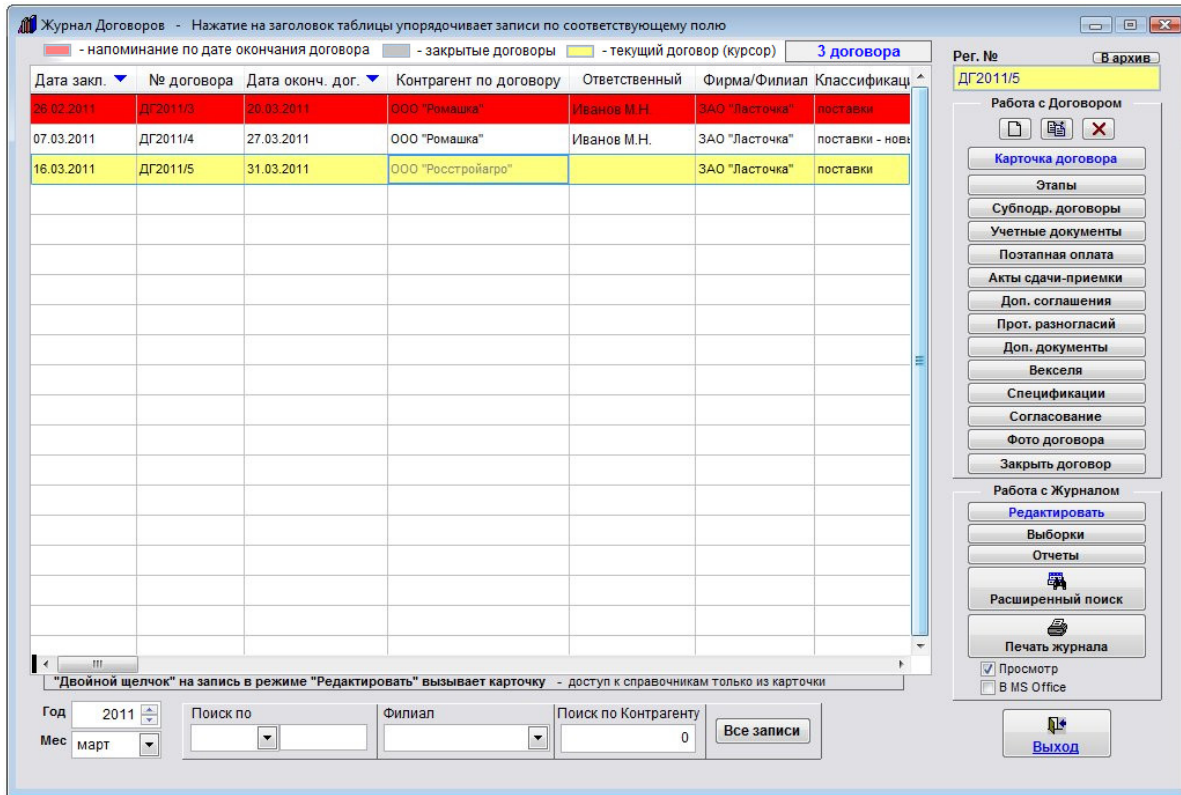 Журнал Договоров - Нажатие на заголовок таблицы упорядочивает записи по соответствующему полю
- напоминание по дате окончания договора - закрытые договоры - текущий договор (курсор) 3 договора
Дата закл. № договора Дата оконч. дог. Контрагент по договору Ответственный Фирма/Филиал Классификаци
26.02.2011 ДГ2011/3 20.03.2011 ООО "Ромашка" Иванов М.Н. ЗАО "Ласточка" поставки
07.03.2011 ДГ2011/4 27.03.2011 ООО "Ромашка" Иванов М.Н. ЗАО "Ласточка" поставки - новы
16.03.2011 ДГ2011/5 31.03.2011 ООО "Росстройагро" ЗАО "Ласточка" поставки
"Двойной щелчок" на запись в режиме "Редактировать" вызывает карточку - доступ к справочникам только из карточки
Год 2011
Мес март
Поиск по
Филиал
Поиск по Контрагенту
0
Все записи
Рег. № В архив
ДГ2011/5
Работа с Договором
Карточка договора
Этапы
Субподр. договоры
Учетные документы
Поэтапная оплата
Акты сдачи-приемки
Доп. соглашения
Прот. разногласий
Доп. документы
Векселя
Спецификации
Согласование
Фото договора
Закрыть договор
Работа с Журналом
Редактировать
Выборки
Отчеты
Расширенный поиск
Печать журнала
Просмотр
В MS Office
Выход